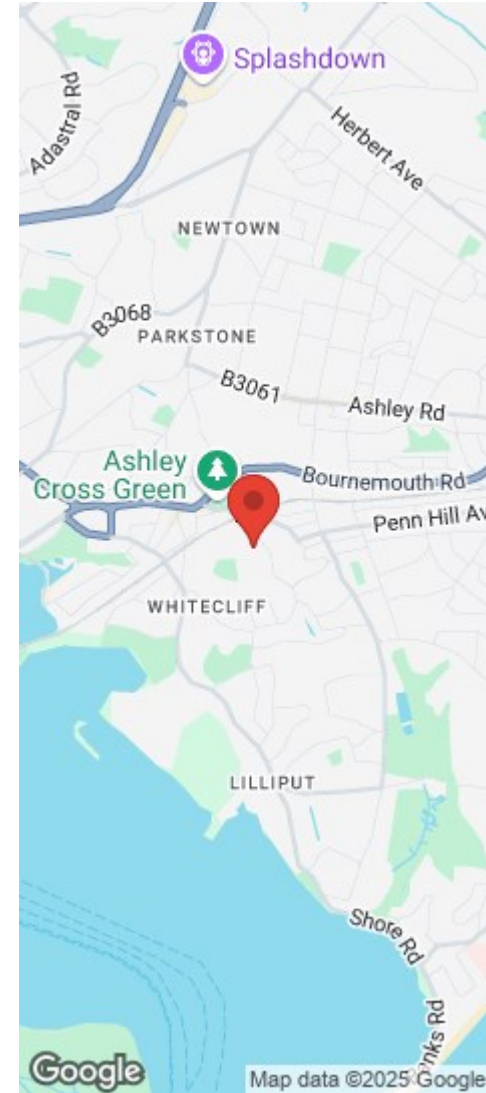 Splashdown
Adastral Rd
Herbert Ave
NEWTOWN
B3068
PARKSTONE
B3061
Ashley Rd
Ashley
Cross Green
Bournemouth Rd
Penn Hill Av
WHITECLIFF
LILLIPUT
Shore Rd
Banks Rd
Google
Map data ©2025 Google